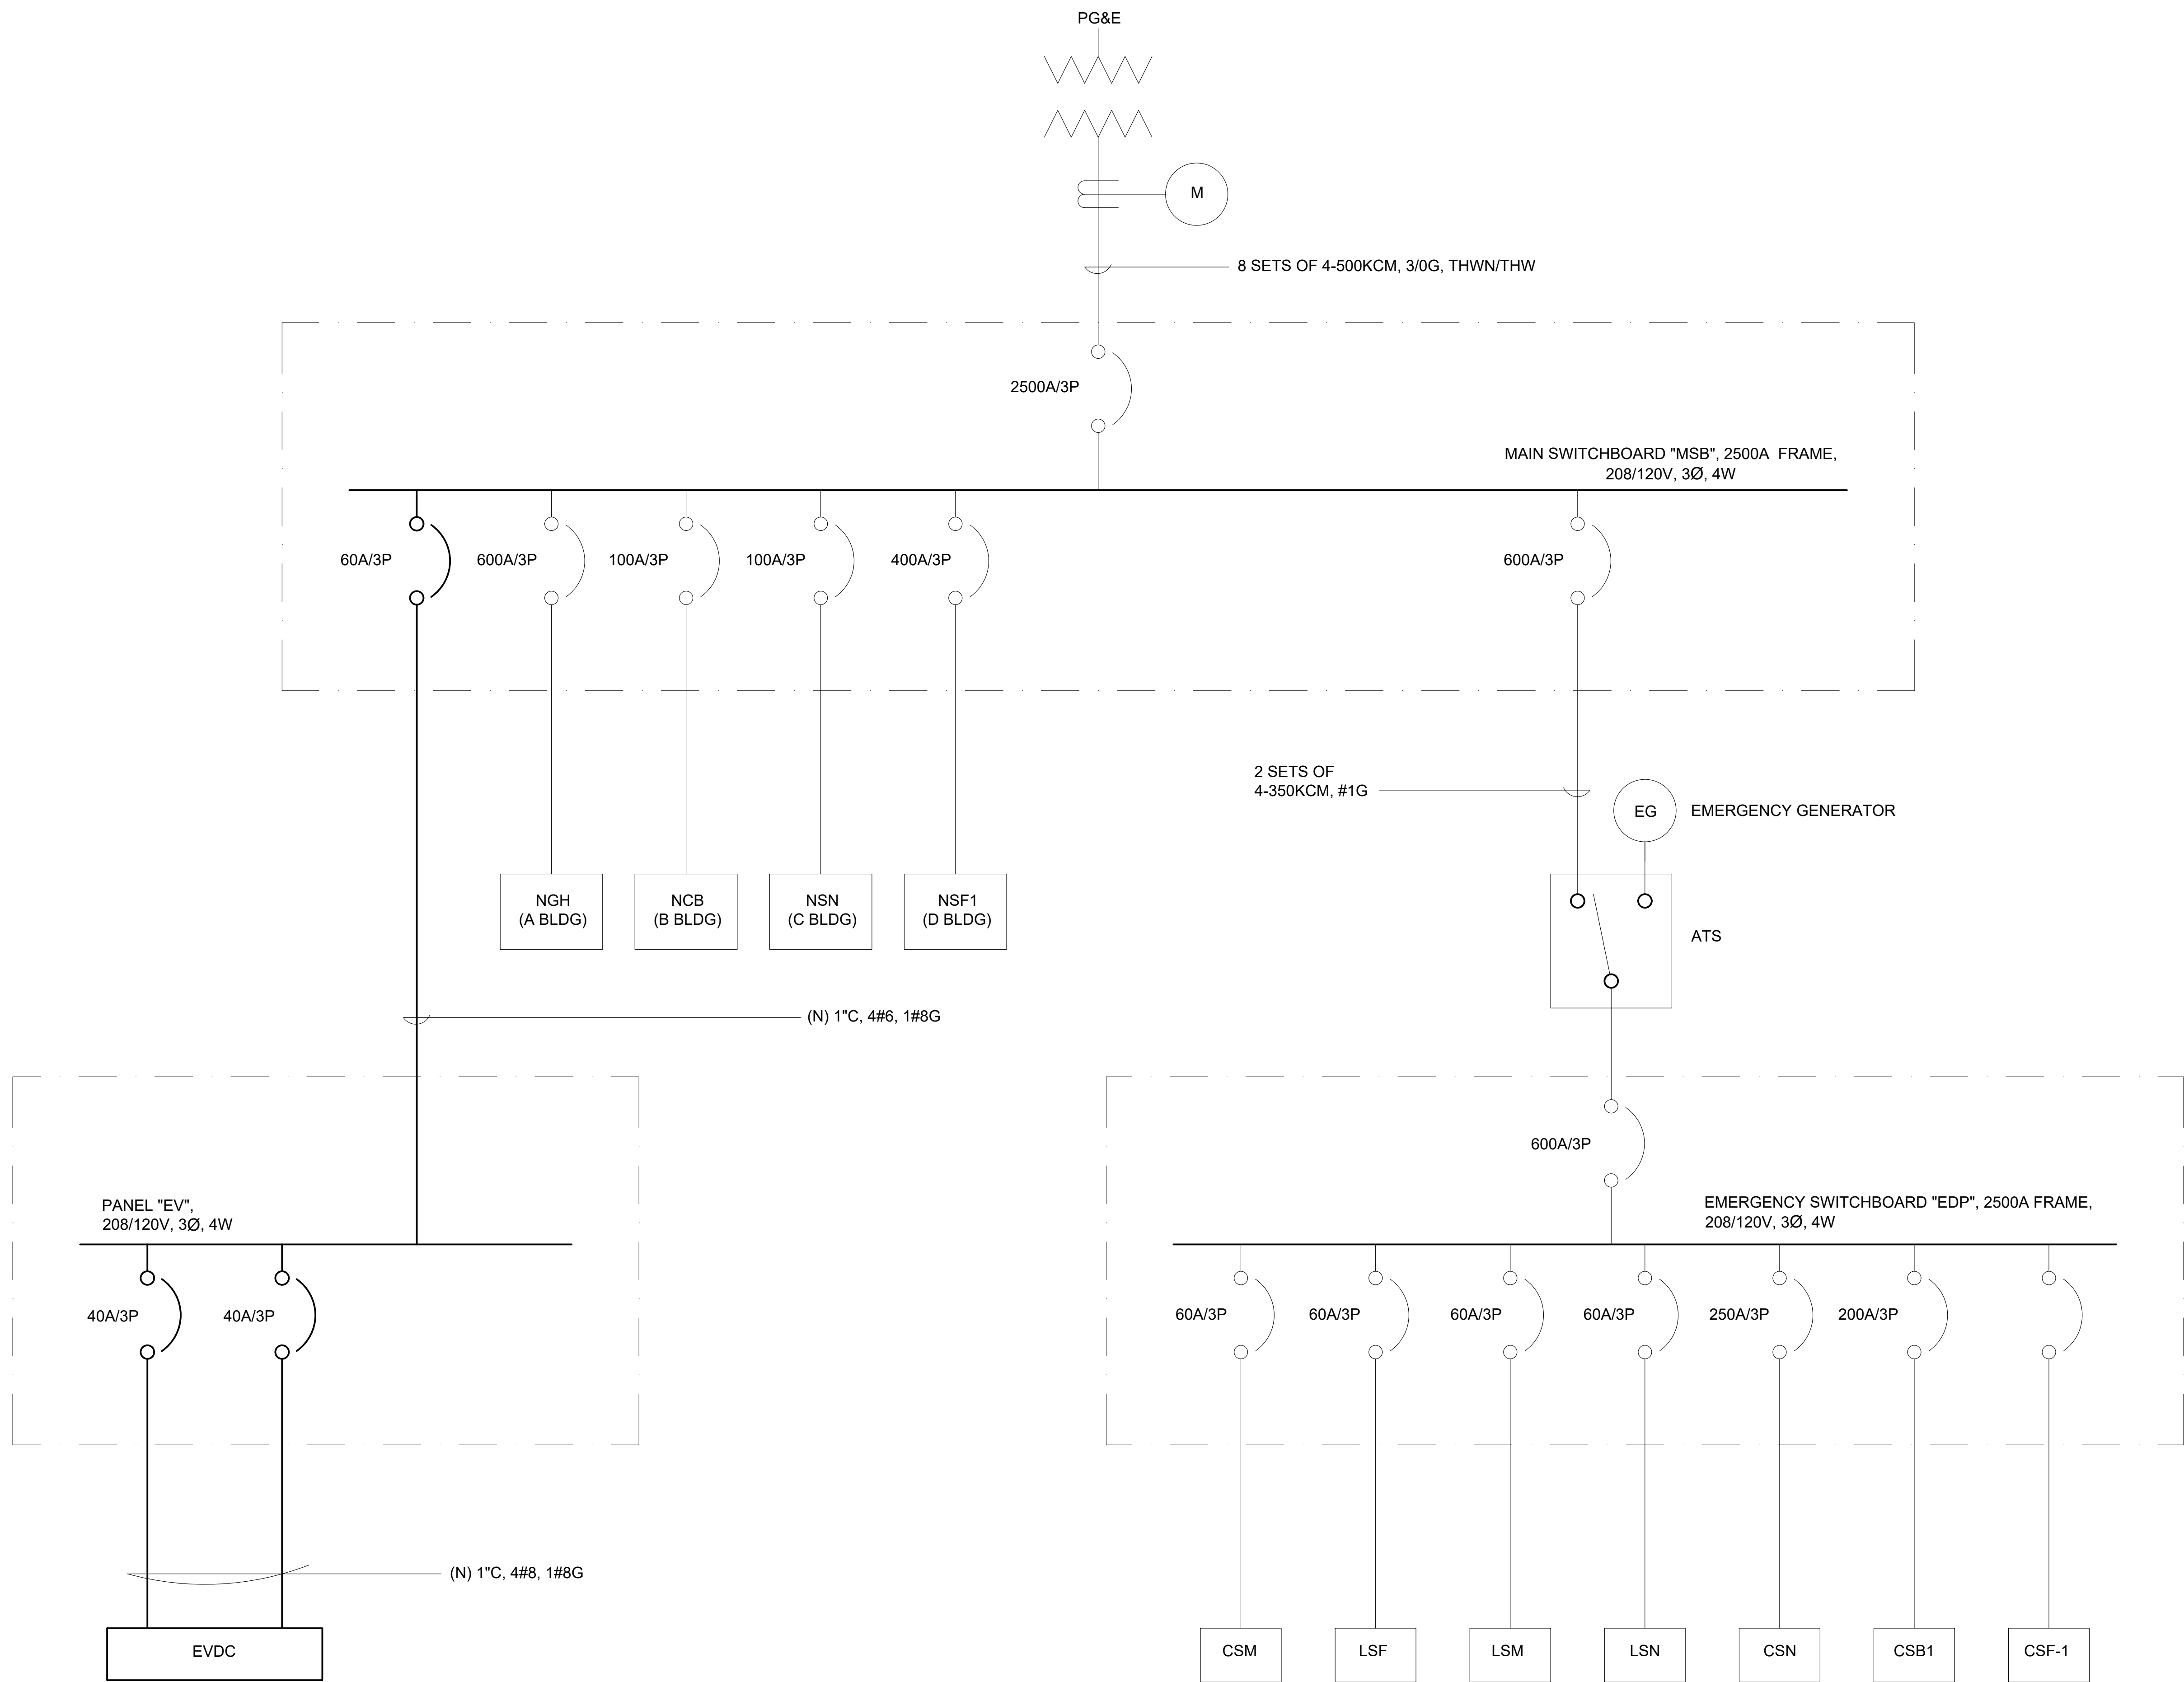 PG&E
M
8 SETS OF 4-500KCM, 3/0G, THWN/THW
2500A/3P
MAIN SWITCHBOARD "MSB", 2500A FRAME,
208/120V, 3Ø, 4W
60A/3P
600A/3P
100A/3P
100A/3P
400A/3P
600A/3P
2 SETS OF
4-350KCM, #1G
EG
EMERGENCY GENERATOR
NGH
(A BLDG)
NCB
(B BLDG)
NSN
(C BLDG)
NSF1
(D BLDG)
ATS
(N) 1"C, 4#6, 1#8G
600A/3P
PANEL "EV",
208/120V, 3Ø, 4W
EMERGENCY SWITCHBOARD "EDP", 2500A FRAME,
208/120V, 3Ø, 4W
40A/3P
40A/3P
60A/3P
60A/3P
60A/3P
60A/3P
250A/3P
200A/3P
(N) 1"C, 4#8, 1#8G
EVDC
CSM
LSF
LSM
LSN
CSN
CSB1
CSF-1